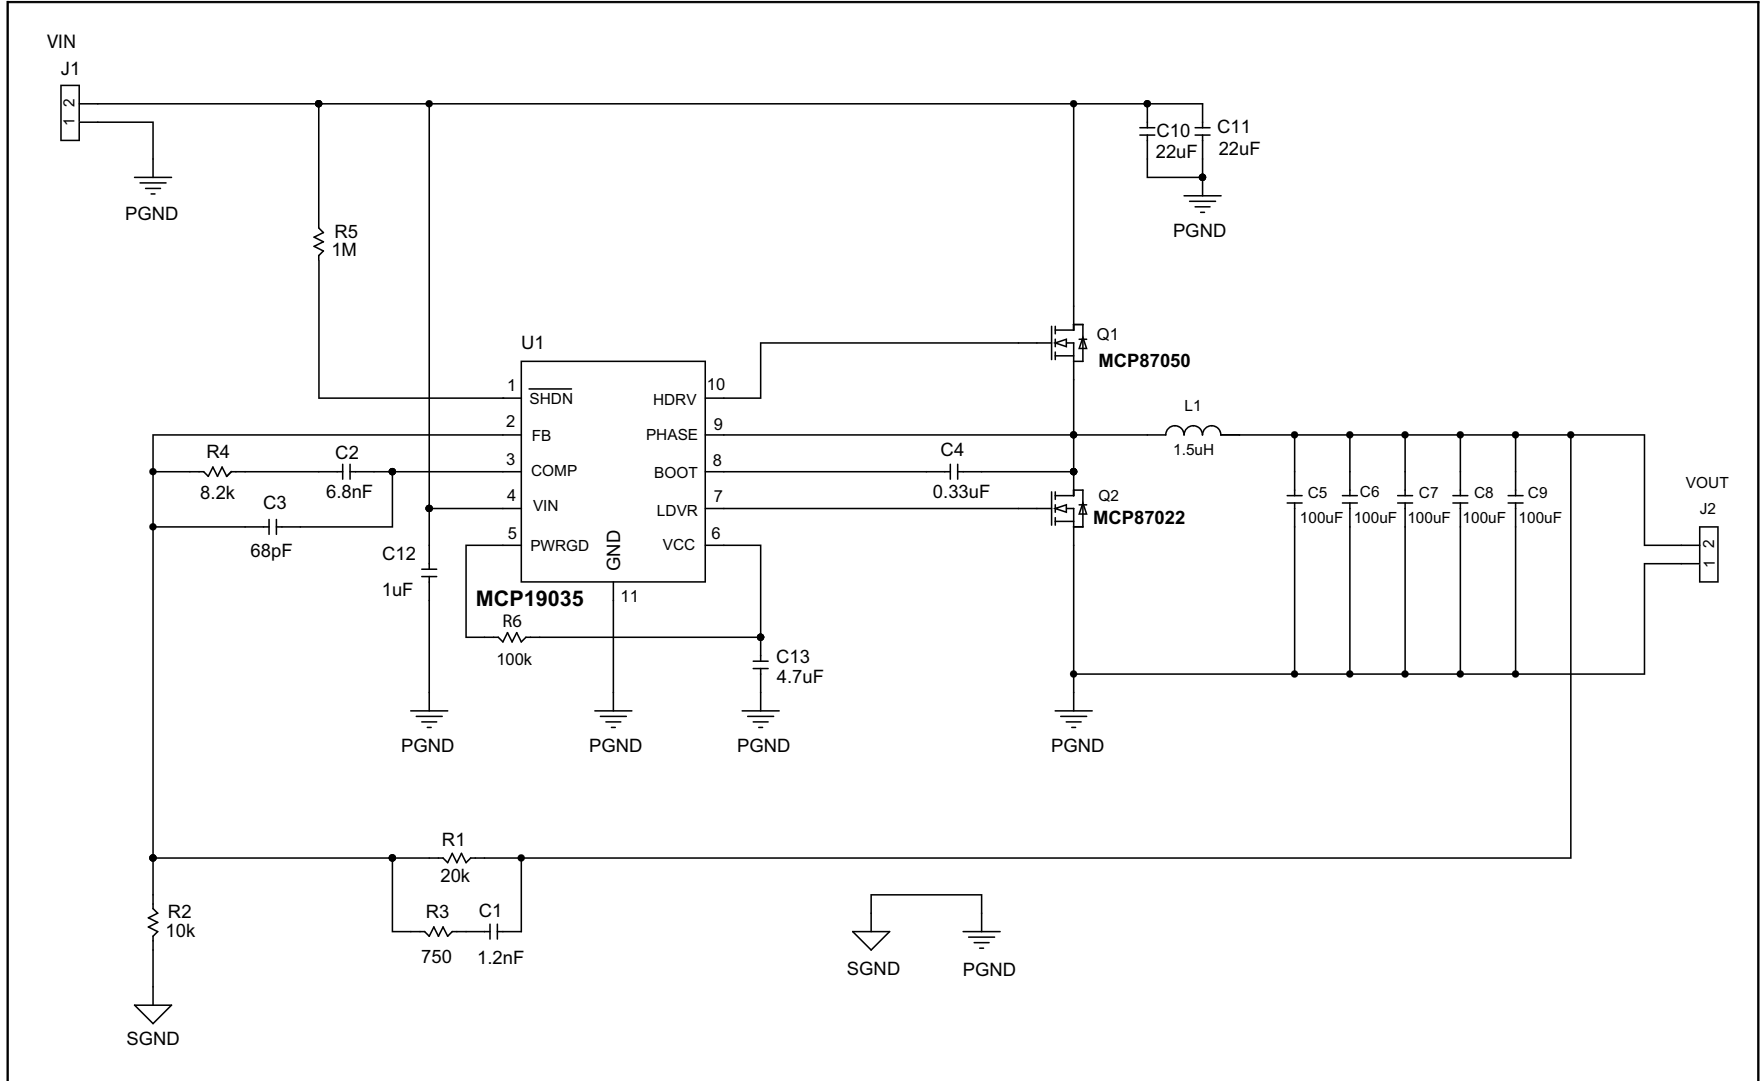 VIN
J1
2
1
PGND
R5
1M
C10
22uF
C11
22uF
PGND
U1
1
SHDN
2
FB
3
COMP
4
VIN
5
PWRGD
GND
11
10
HDRV
9
PHASE
8
BOOT
7
LDVR
6
VCC
MCP19035
R4
8.2k
C2
6.8nF
C3
68pF
C12
1uF
PGND
R6
100k
PGND
C13
4.7uF
PGND
C4
0.33uF
Q1
MCP87050
Q2
MCP87022
PGND
L1
1.5uH
C5
100uF
C6
100uF
C7
100uF
C8
100uF
C9
100uF
VOUT
J2
2
1
R1
20k
R3
750
C1
1.2nF
R2
10k
SGND
SGND
PGND